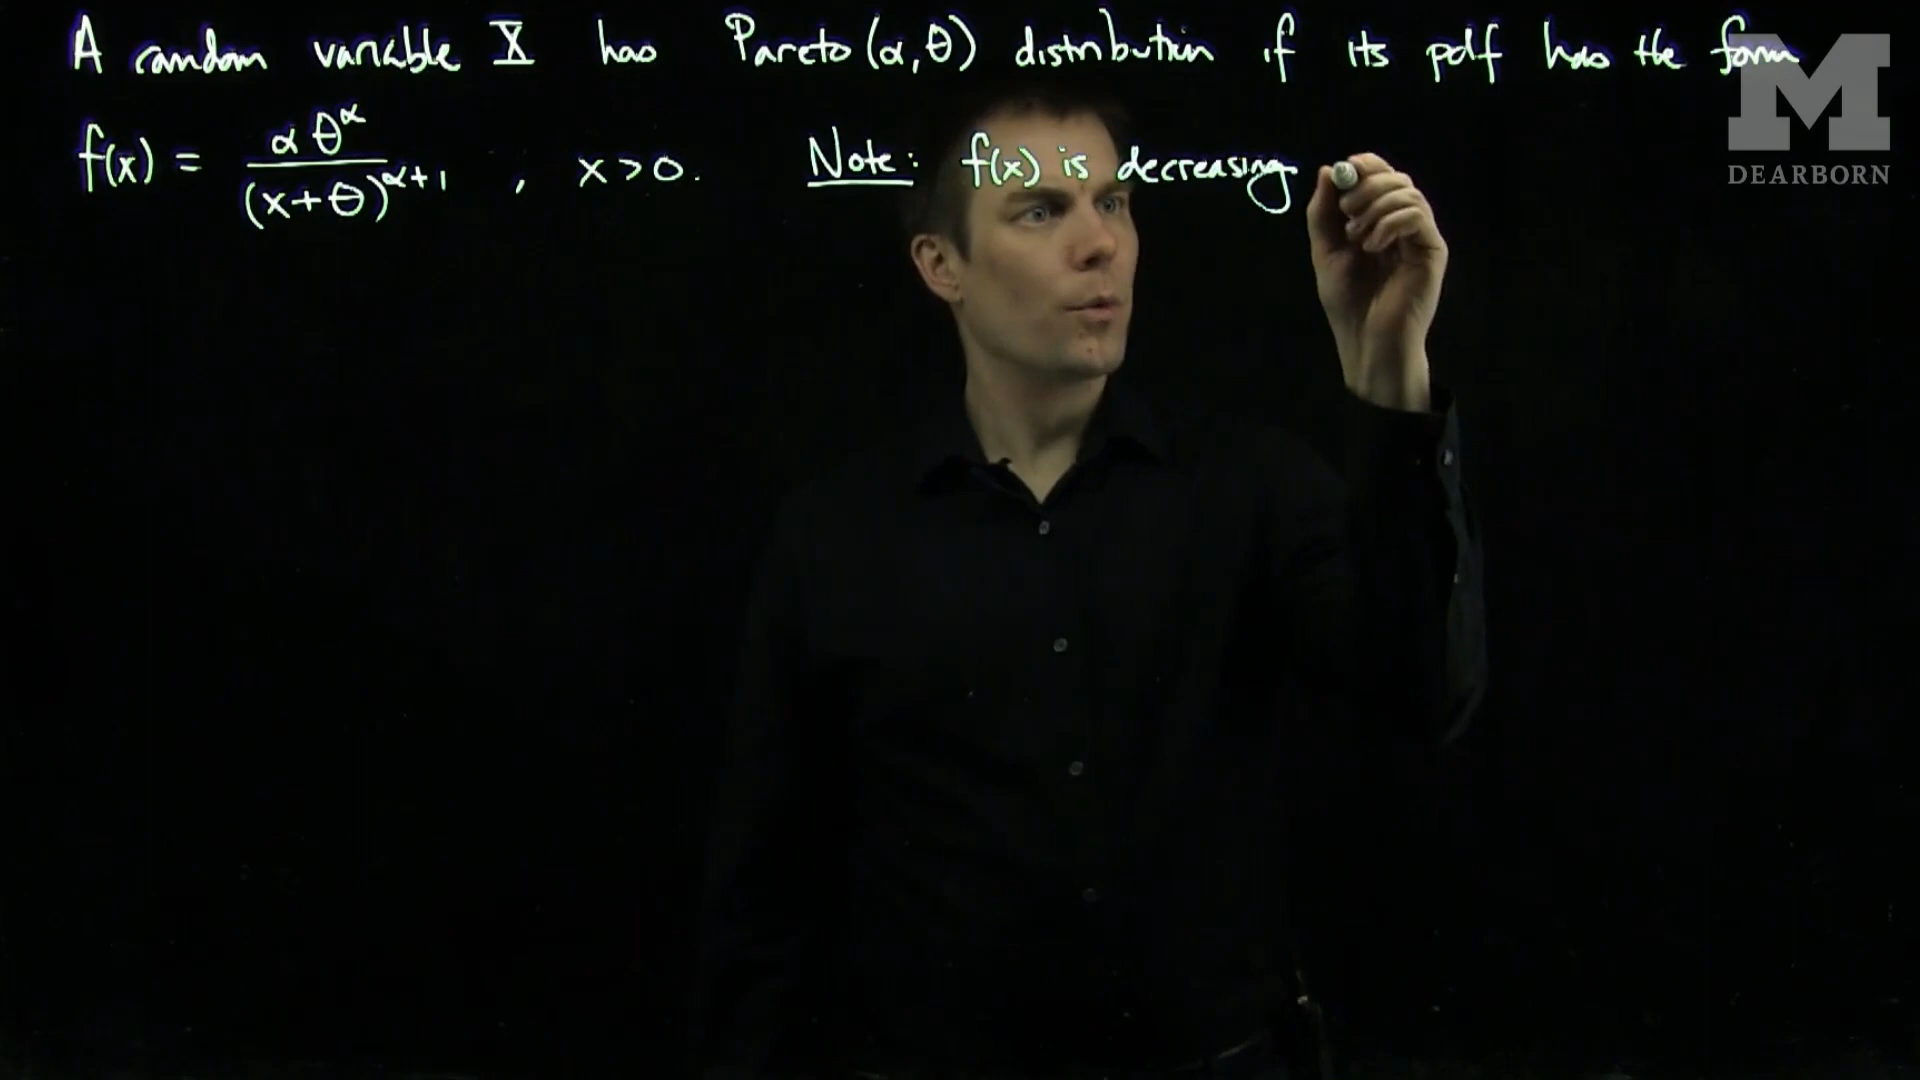 A random variable X has Pareto(α, θ) distribution if its pdf has the form
f(x) = αθ^α / (x+θ)^(α+1) , x > 0. Note: f(x) is decreasing
M
DEARBORN